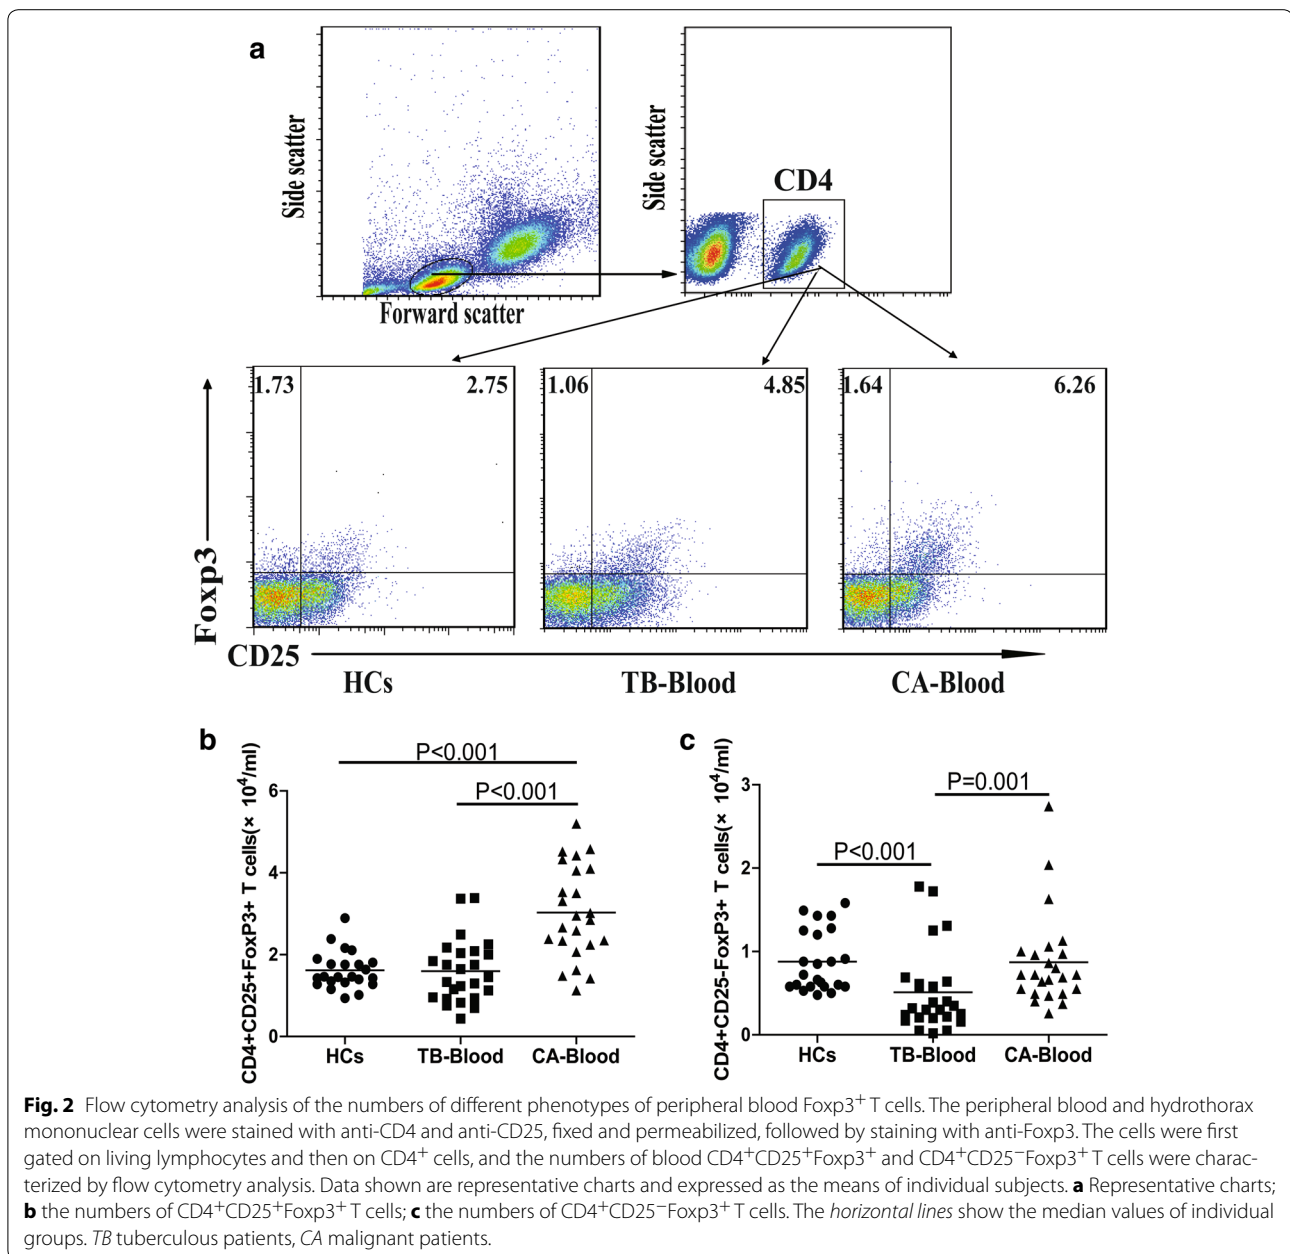 a
Side scatter
Forward scatter
Side scatter
CD4
1.73
2.75
1.06
4.85
1.64
6.26
Foxp3
CD25
HCs
TB-Blood
CA-Blood
b
CD4+CD25+FoxP3+ T cells(× 10⁴/ml)
P<0.001
P<0.001
6
4
2
0
HCs
TB-Blood
CA-Blood
c
CD4+CD25-FoxP3+ T cells(× 10⁴/ml)
P=0.001
P<0.001
3
2
1
0
HCs
TB-Blood
CA-Blood
Fig. 2 Flow cytometry analysis of the numbers of different phenotypes of peripheral blood Foxp3⁺ T cells. The peripheral blood and hydrothorax
mononuclear cells were stained with anti-CD4 and anti-CD25, fixed and permeabilized, followed by staining with anti-Foxp3. The cells were first
gated on living lymphocytes and then on CD4⁺ cells, and the numbers of blood CD4⁺CD25⁺Foxp3⁺ and CD4⁺CD25⁻Foxp3⁺ T cells were charac-
terized by flow cytometry analysis. Data shown are representative charts and expressed as the means of individual subjects. a Representative charts;
b the numbers of CD4⁺CD25⁺Foxp3⁺ T cells; c the numbers of CD4⁺CD25⁻Foxp3⁺ T cells. The horizontal lines show the median values of individual
groups. TB tuberculous patients, CA malignant patients.